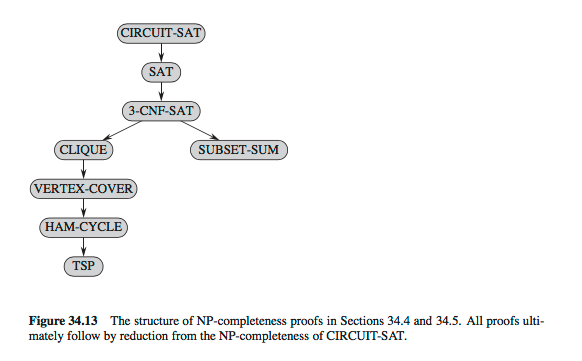 CIRCUIT-SAT
SAT
3-CNF-SAT
CLIQUE
SUBSET-SUM
VERTEX-COVER
HAM-CYCLE
TSP
Figure 34.13 The structure of NP-completeness proofs in Sections 34.4 and 34.5. All proofs ulti-
mately follow by reduction from the NP-completeness of CIRCUIT-SAT.